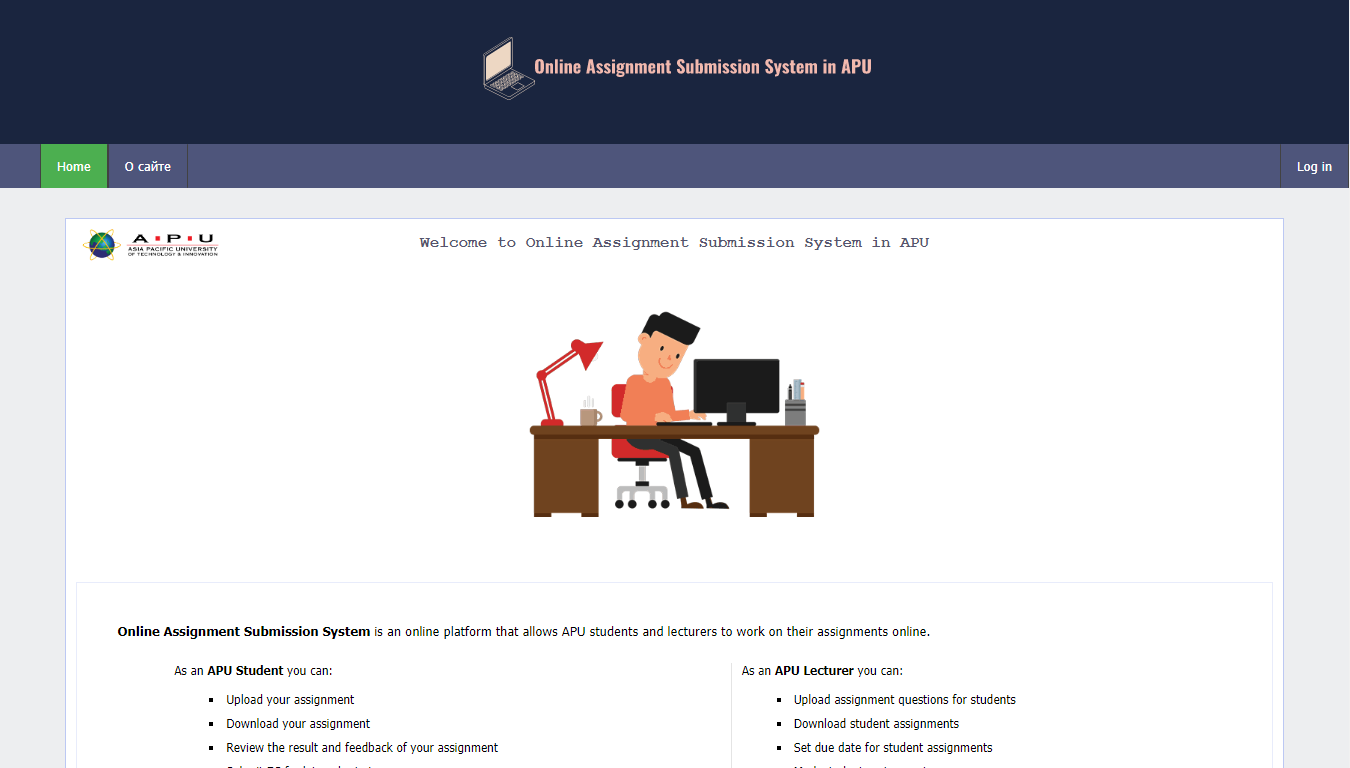 Online Assignment Submission System in APU
Home
О сайте
Log in
A·P·U
ASIA PACIFIC UNIVERSITY
OF TECHNOLOGY & INNOVATION
Welcome to Online Assignment Submission System in APU
Online Assignment Submission System is an online platform that allows APU students and lecturers to work on their assignments online.
As an APU Student you can:
Upload your assignment
Download your assignment
Review the result and feedback of your assignment
As an APU Lecturer you can:
Upload assignment questions for students
Download student assignments
Set due date for student assignments